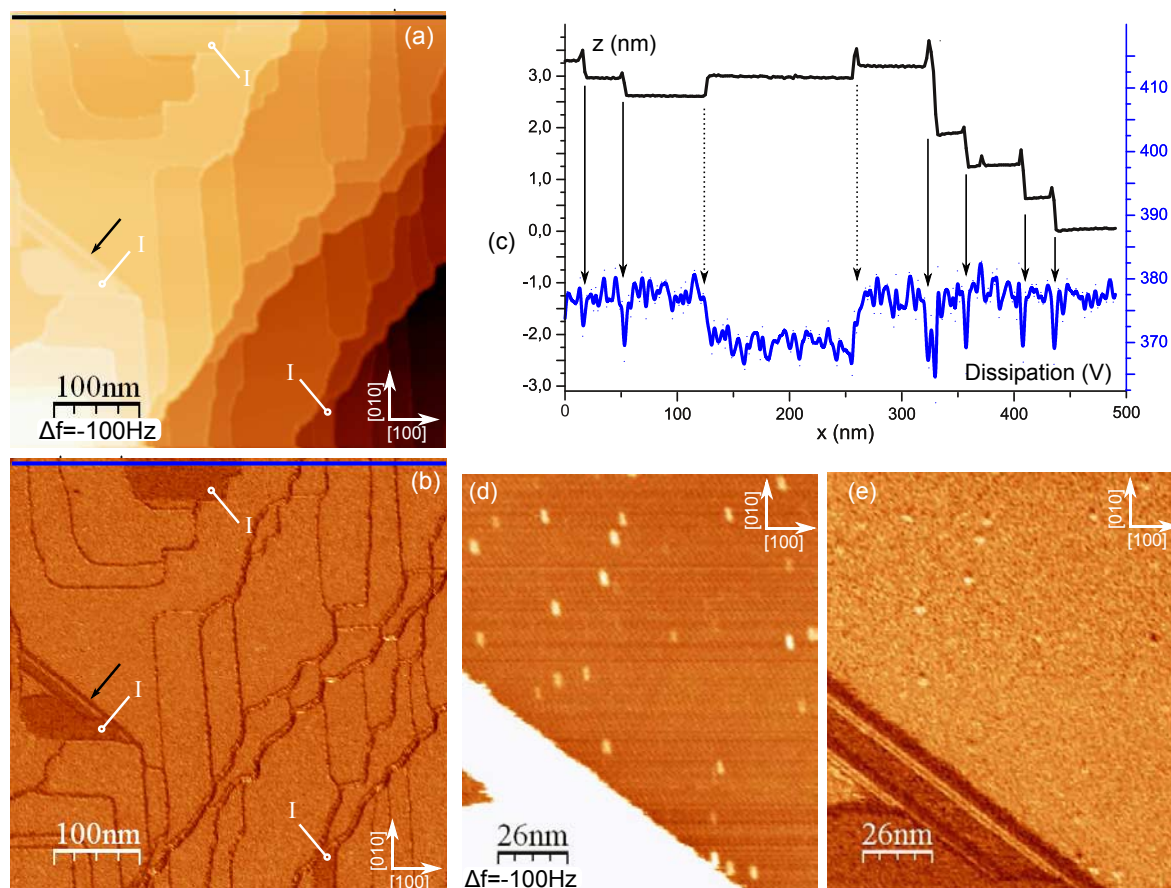 (a)
I
I
I
100nm
Δf=-100Hz
[010]
[100]
z (nm)
3,0
2,0
1,0
0,0
-1,0
-2,0
-3,0
(c)
410
400
390
380
370
Dissipation (V)
0
100
200
300
400
500
x (nm)
(b)
I
I
I
100nm
[010]
[100]
(d)
[010]
[100]
26nm
Δf=-100Hz
(e)
[010]
[100]
26nm